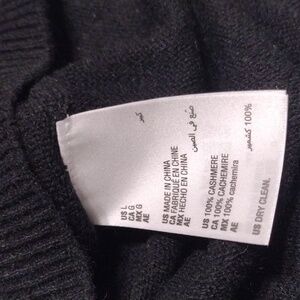 US L
CA G
MX G
AE كبير
US MADE IN CHINA
CA FABRIQUÉ EN CHINE
MX HECHO EN CHINA
AE صنع في الصين
US 100% CASHMERE
CA 100% CACHEMIRE
MX 100% cachemira
AE 100% كشمير
US DRY CLEAN.